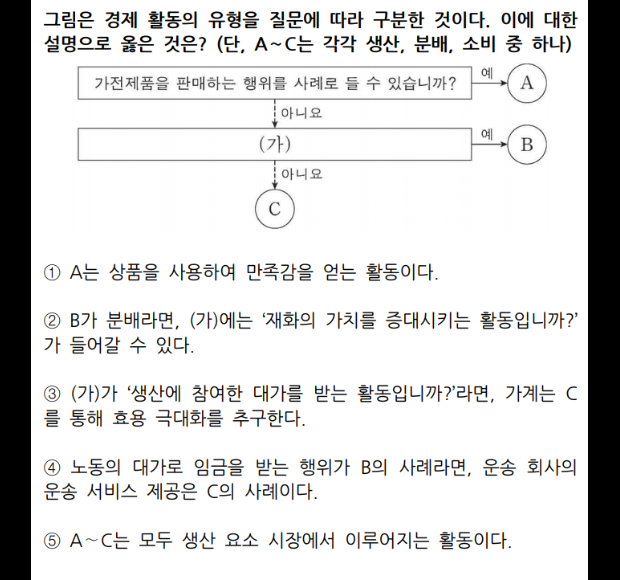 그림은 경제 활동의 유형을 질문에 따라 구분한 것이다. 이에 대한
설명으로 옳은 것은? (단, A~C는 각각 생산, 분배, 소비 중 하나)
가전제품을 판매하는 행위를 사례로 들 수 있습니까?
예
A
아니요
(가)
예
B
아니요
C
① A는 상품을 사용하여 만족감을 얻는 활동이다.
② B가 분배라면, (가)에는 ‘재화의 가치를 증대시키는 활동입니까?’
가 들어갈 수 있다.
③ (가)가 ‘생산에 참여한 대가를 받는 활동입니까?’라면, 가계는 C
를 통해 효용 극대화를 추구한다.
④ 노동의 대가로 임금을 받는 행위가 B의 사례라면, 운송 회사의
운송 서비스 제공은 C의 사례이다.
⑤ A~C는 모두 생산 요소 시장에서 이루어지는 활동이다.